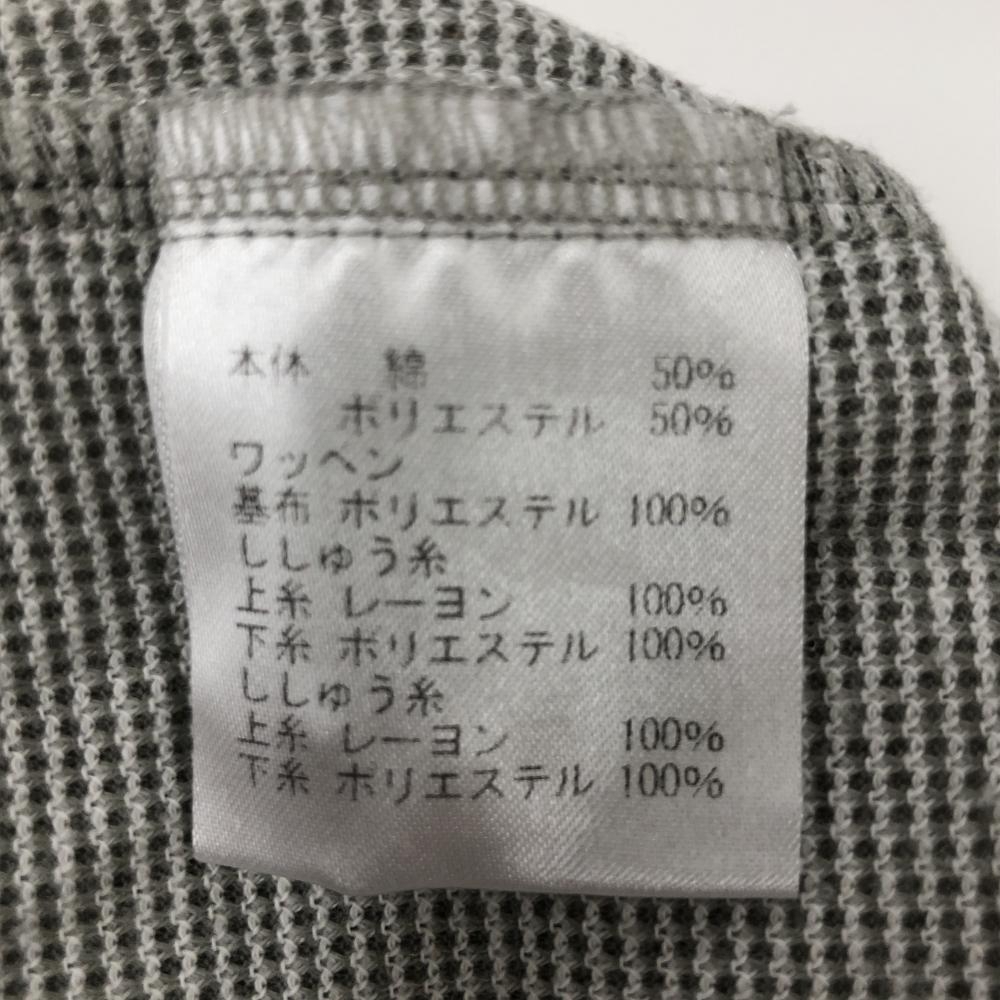 本体 綿 50%
ポリエステル 50%
ワッペン
基布 ポリエステル 100%
ししゅう糸
上糸 レーヨン 100%
下糸 ポリエステル 100%
ししゅう糸
上糸 レーヨン 100%
下糸 ポリエステル 100%